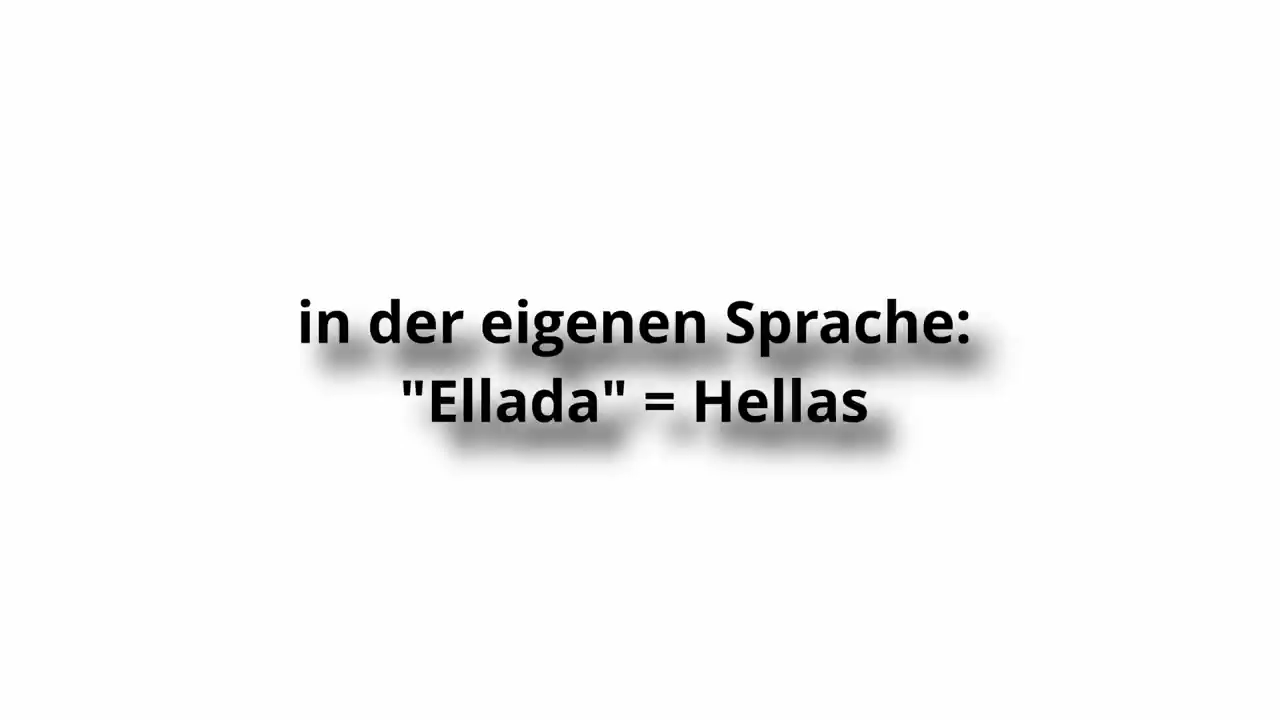 in der eigenen Sprache:
"Ellada" = Hellas